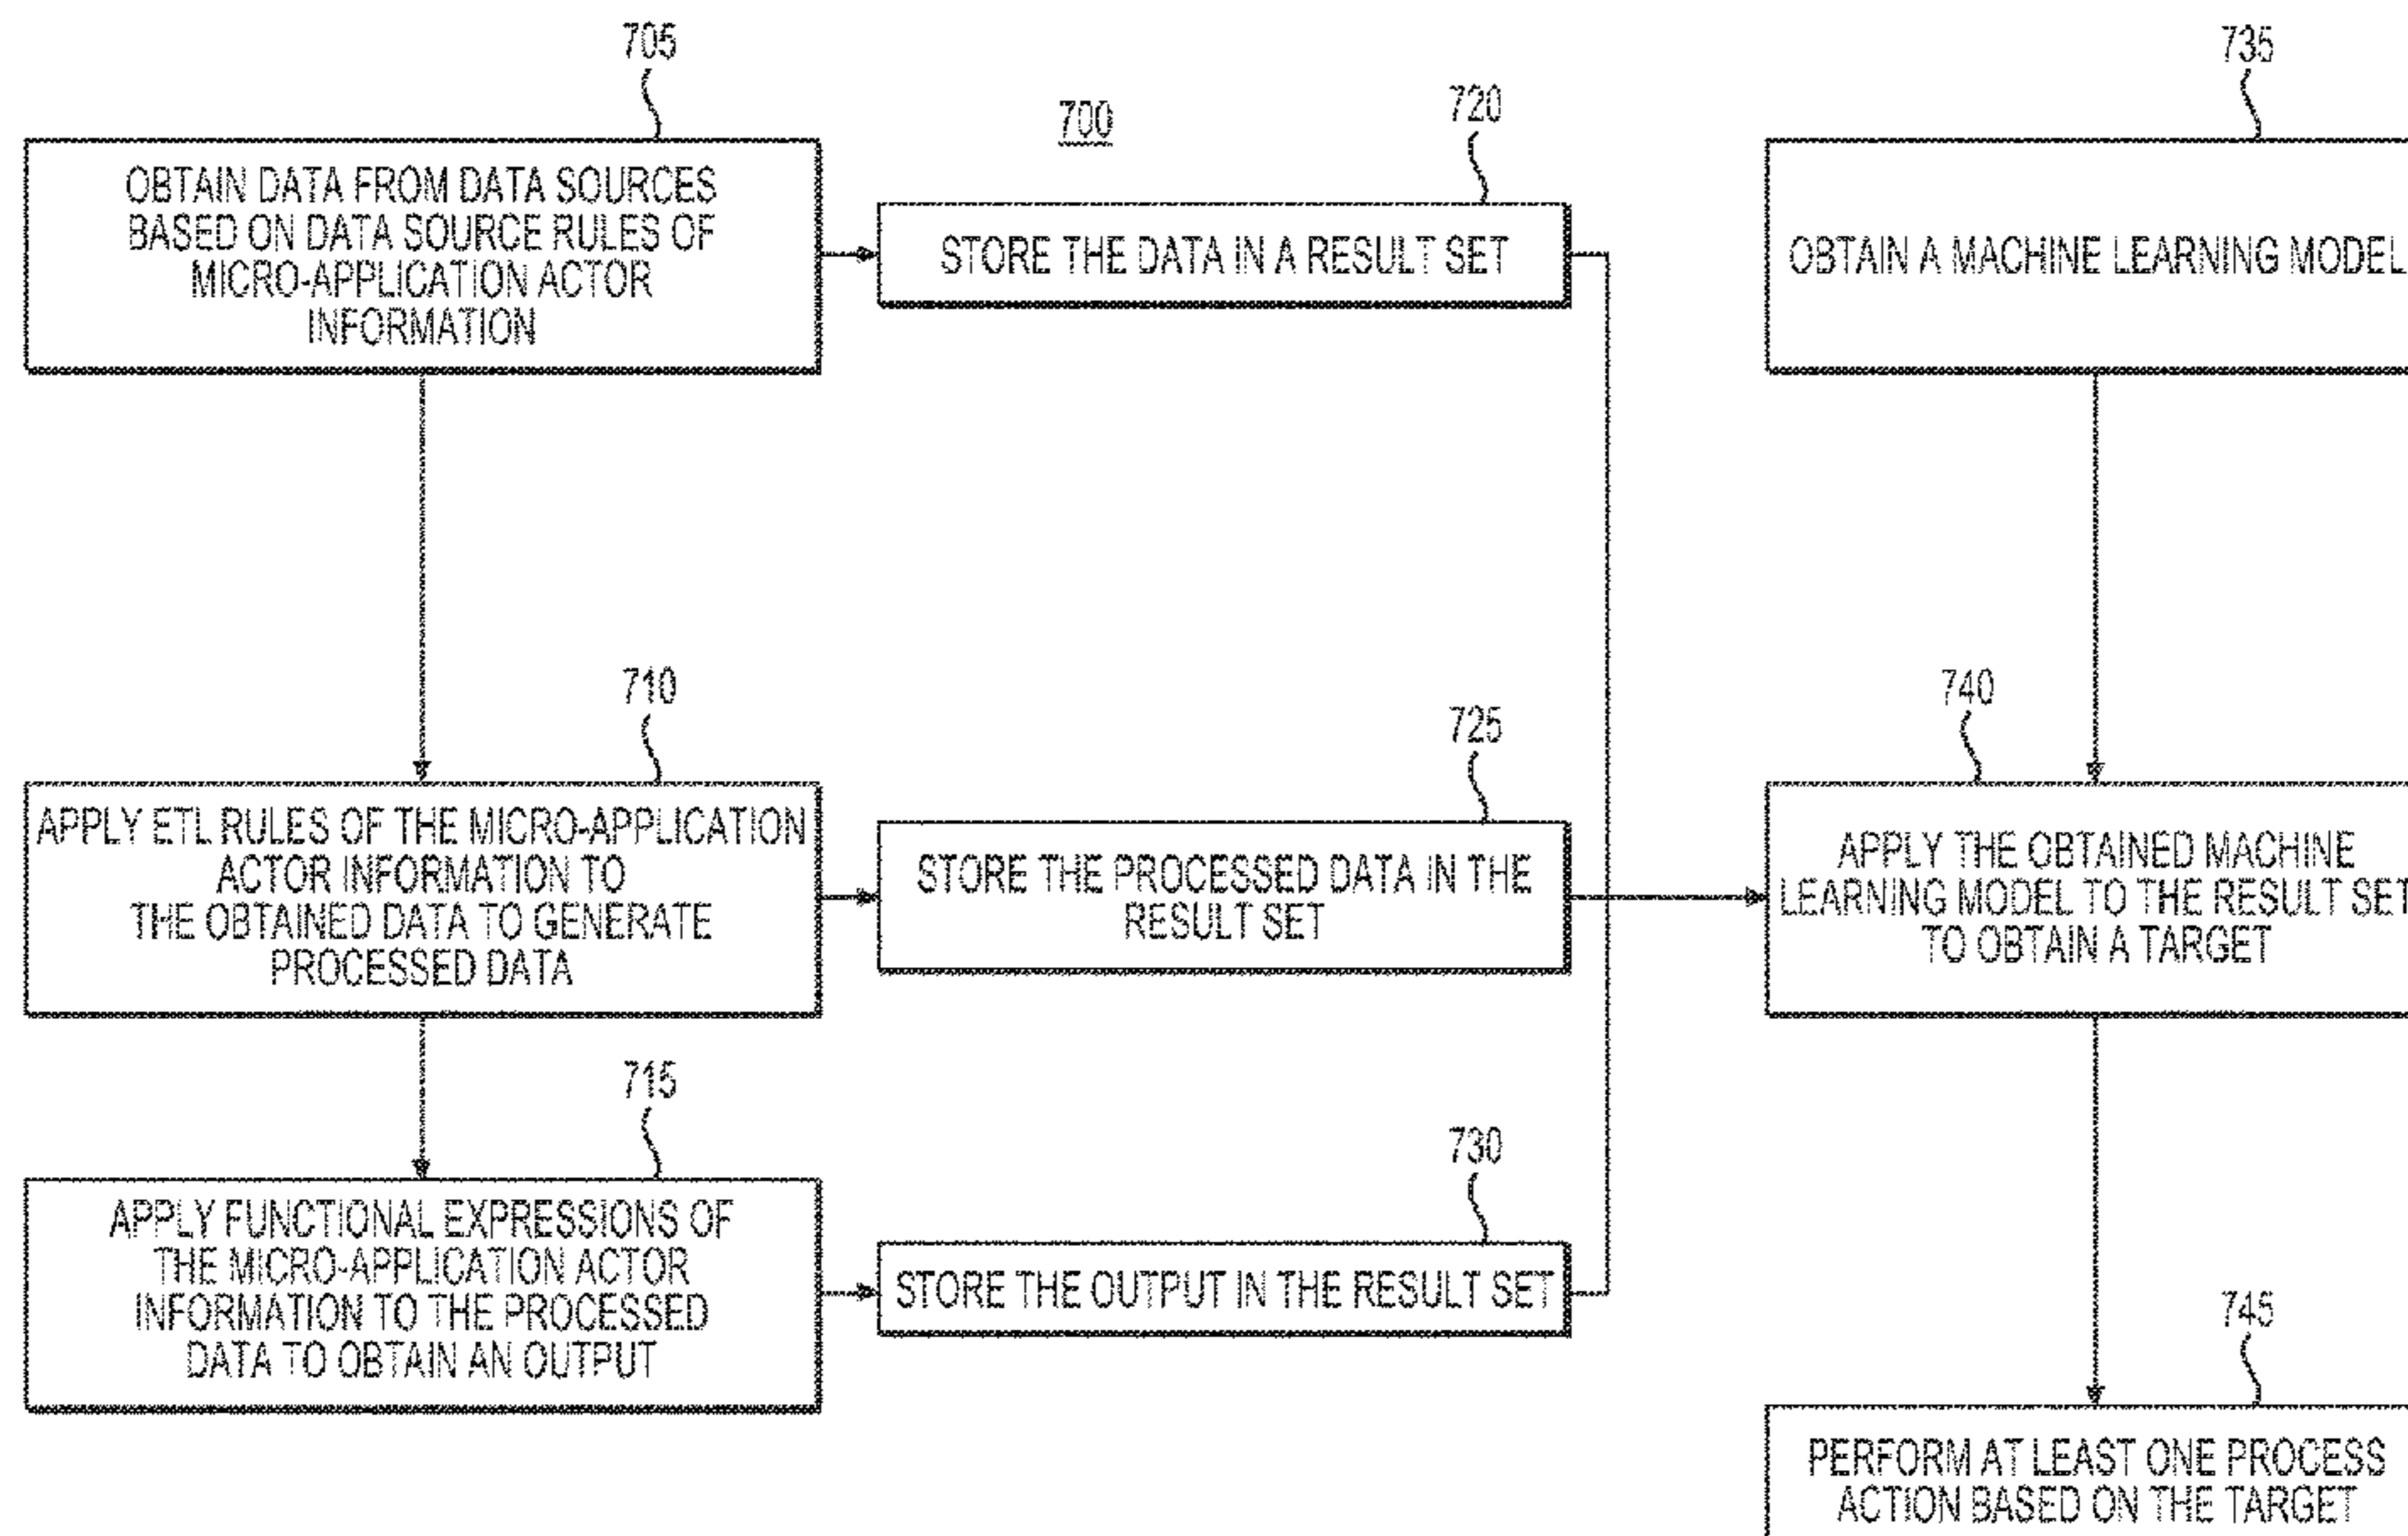 705
OBTAIN DATA FROM DATA SOURCES
BASED ON DATA SOURCE RULES OF
MICRO-APPLICATION ACTOR
INFORMATION
700
720
STORE THE DATA IN A RESULT SET
735
OBTAIN A MACHINE LEARNING MODEL
710
APPLY ETL RULES OF THE MICRO-APPLICATION
ACTOR INFORMATION TO
THE OBTAINED DATA TO GENERATE
PROCESSED DATA
725
STORE THE PROCESSED DATA IN THE
RESULT SET
740
APPLY THE OBTAINED MACHINE
LEARNING MODEL TO THE RESULT SET
TO OBTAIN A TARGET
715
APPLY FUNCTIONAL EXPRESSIONS OF
THE MICRO-APPLICATION ACTOR
INFORMATION TO THE PROCESSED
DATA TO OBTAIN AN OUTPUT
730
STORE THE OUTPUT IN THE RESULT SET
745
PERFORM AT LEAST ONE PROCESS
ACTION BASED ON THE TARGET